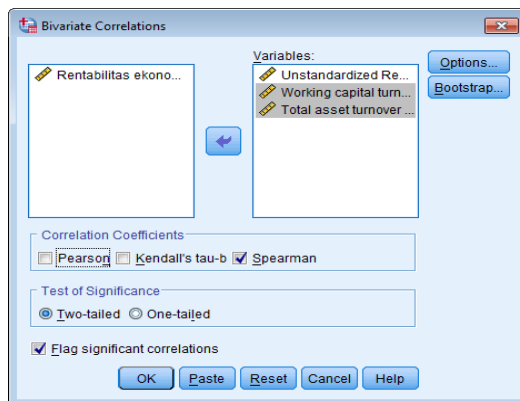 Bivariate Correlations
Variables:
Rentabilitas ekono...
Unstandardized Re...
Working capital turn...
Total asset turnover ...
Options...
Bootstrap...
Correlation Coefficients
Pearson Kendall's tau-b Spearman
Test of Significance
Two-tailed One-tailed
Flag significant correlations
OK Paste Reset Cancel Help